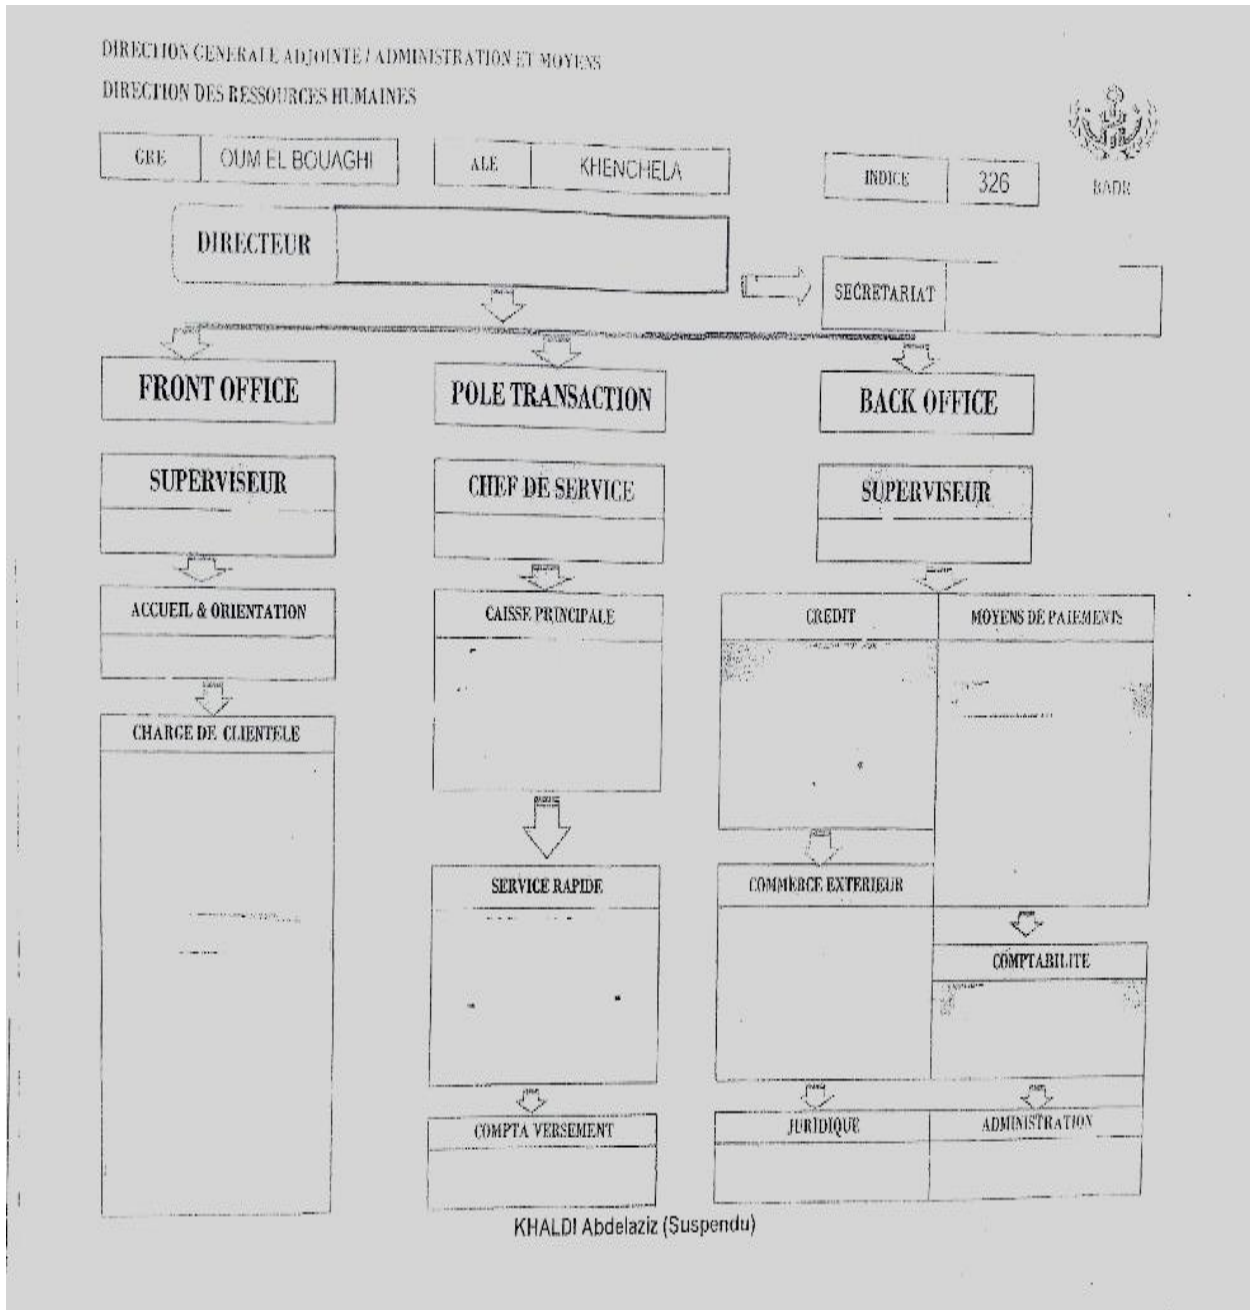 DIRECTION GENERALE ADJOINTE / ADMINISTRATION ET MOYENS
DIRECTION DES RESSOURCES HUMAINES
GRE OUM EL BOUAGHI ALE KHENCHELA INDICE 326 BADR
DIRECTEUR
SECRETARIAT
FRONT OFFICE POLE TRANSACTION BACK OFFICE
SUPERVISEUR CHEF DE SERVICE SUPERVISEUR
ACCUEIL & ORIENTATION CAISSE PRINCIPALE CREDIT MOYENS DE PAIEMENTS
CHARGE DE CLIENTELE
SERVICE RAPIDE COMMERCE EXTERIEUR
COMPTABILITE
COMPTA VERSEMENT JURIDIQUE ADMINISTRATION
KHALDI Abdelaziz (Suspendu)